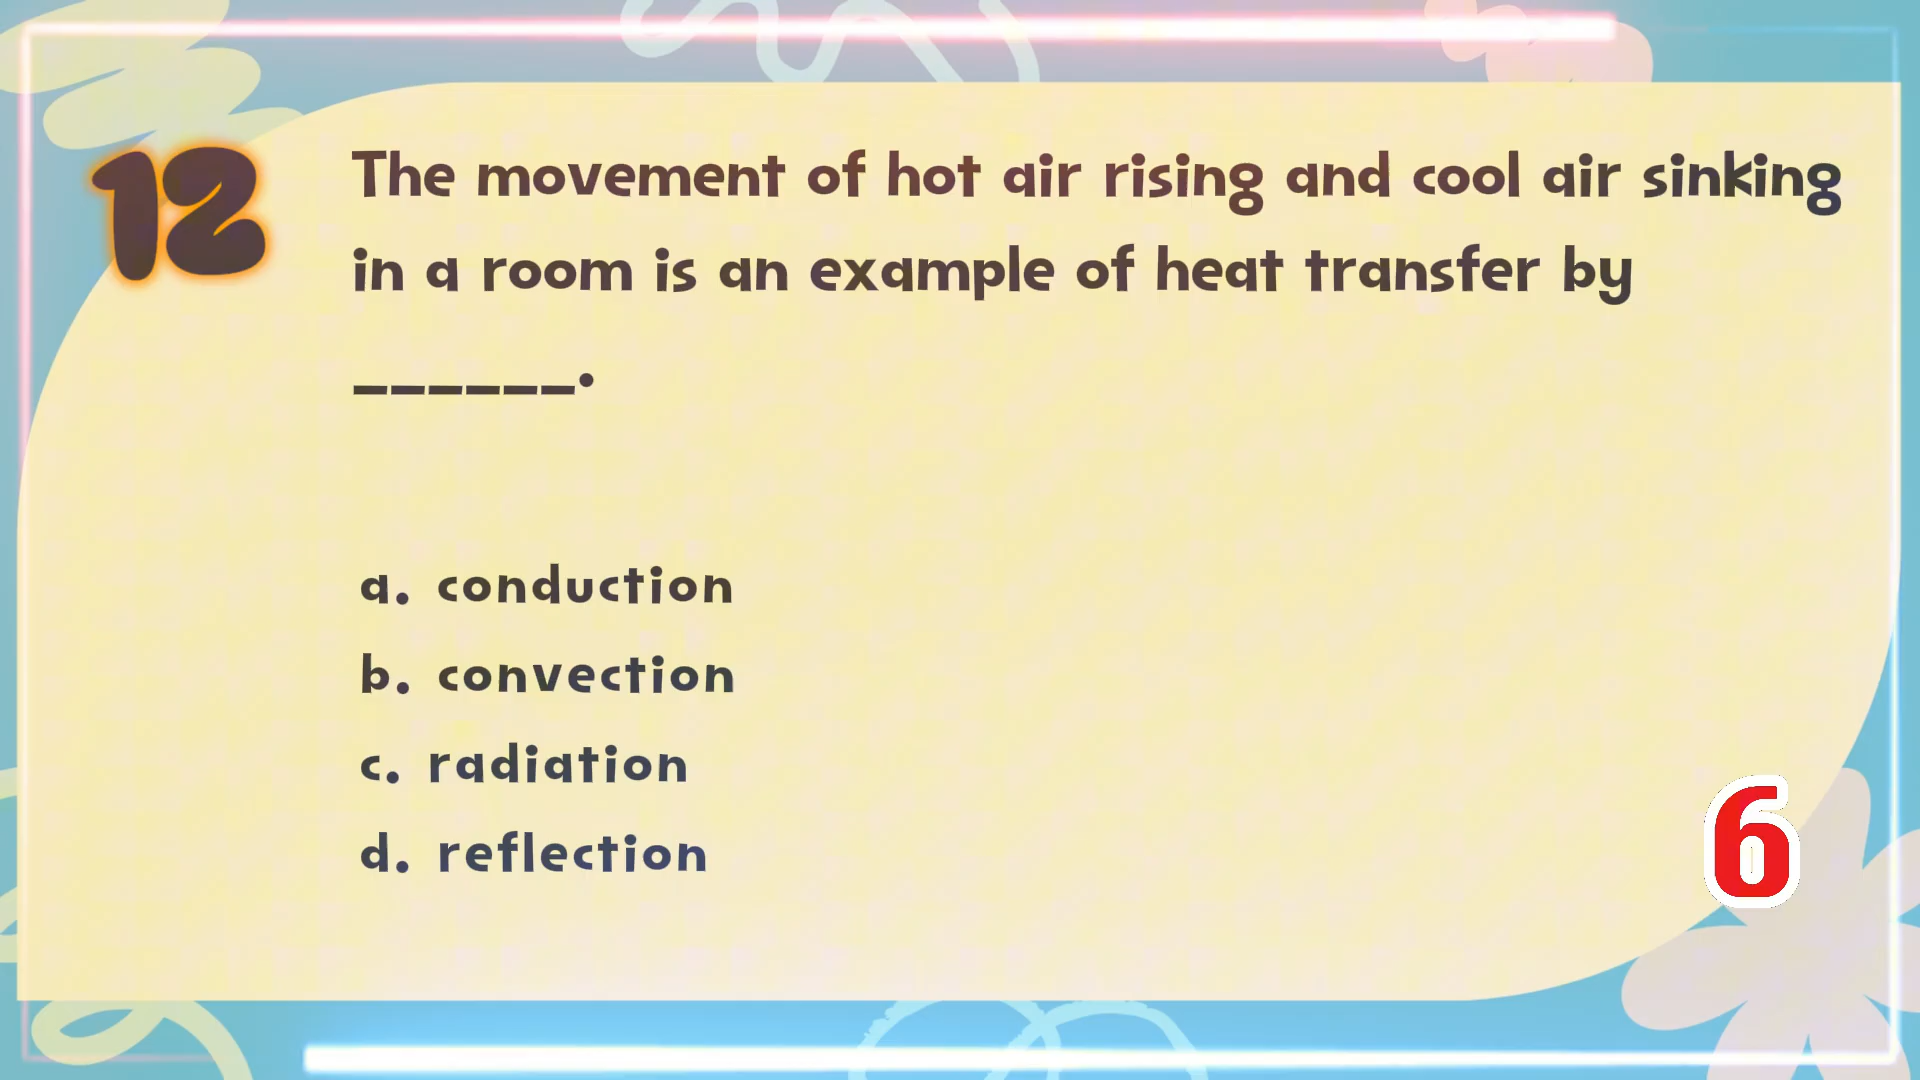 12
The movement of hot air rising and cool air sinking
in a room is an example of heat transfer by
______.
a. conduction
b. convection
c. radiation
d. reflection
6